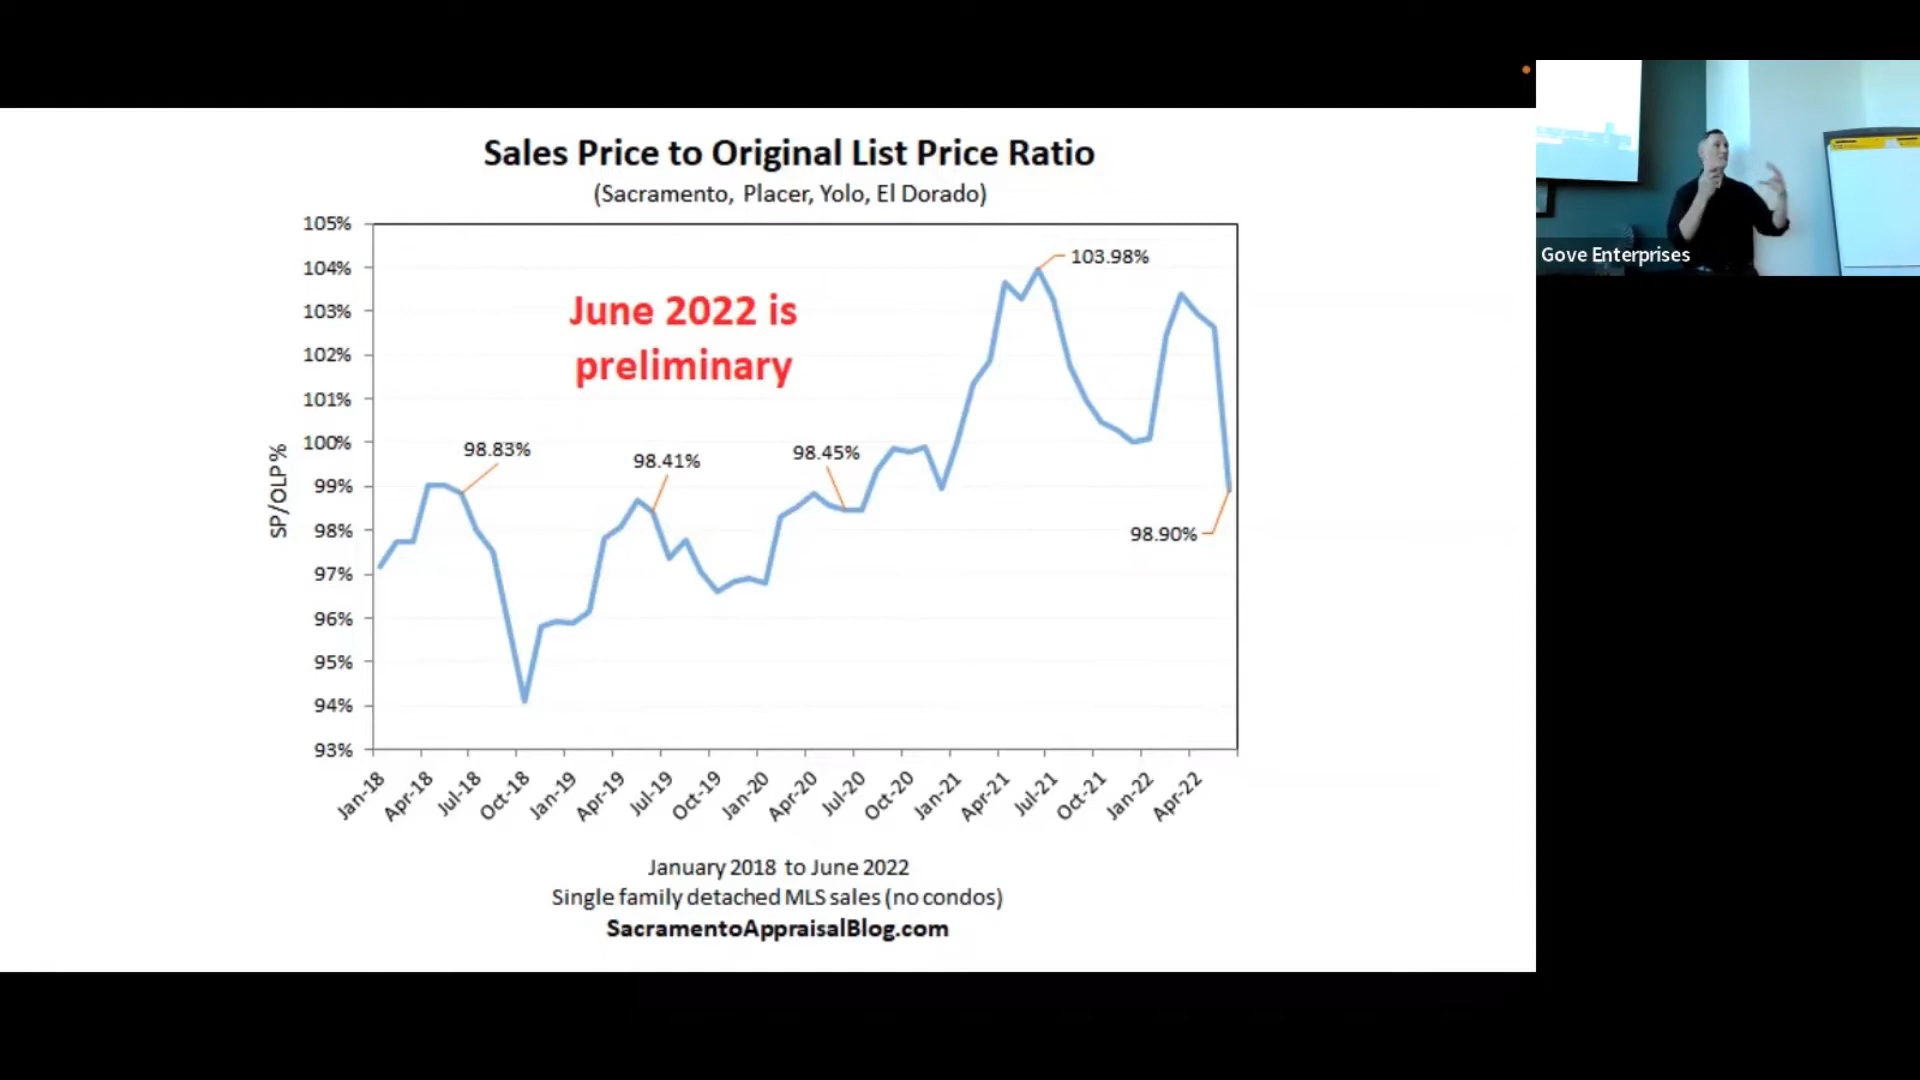 Sales Price to Original List Price Ratio
(Sacramento, Placer, Yolo, El Dorado)
105%
104%
103%
102%
101%
100%
99%
98%
97%
96%
95%
94%
93%
SP/OLP%
June 2022 is
preliminary
98.83%
98.41%
98.45%
103.98%
98.90%
Jan-18
Apr-18
Jul-18
Oct-18
Jan-19
Apr-19
Jul-19
Oct-19
Jan-20
Apr-20
Jul-20
Oct-20
Jan-21
Apr-21
Jul-21
Oct-21
Jan-22
Apr-22
January 2018 to June 2022
Single family detached MLS sales (no condos)
SacramentoAppraisalBlog.com
Gove Enterprises